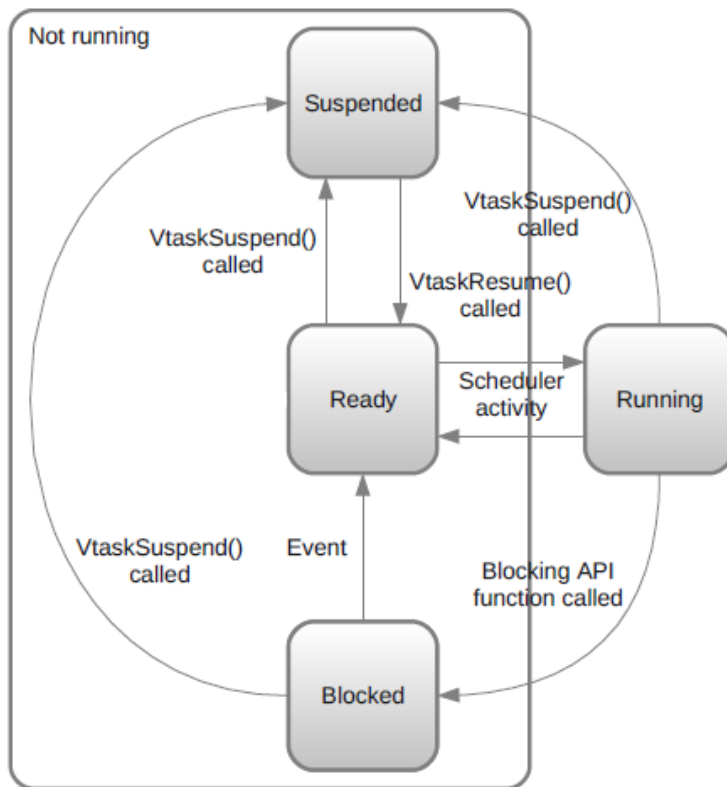 Not running
Suspended
VtaskSuspend()
called
VtaskSuspend()
called
VtaskResume()
called
Ready
Scheduler
activity
Running
VtaskSuspend()
called
Event
Blocking API
function called
Blocked